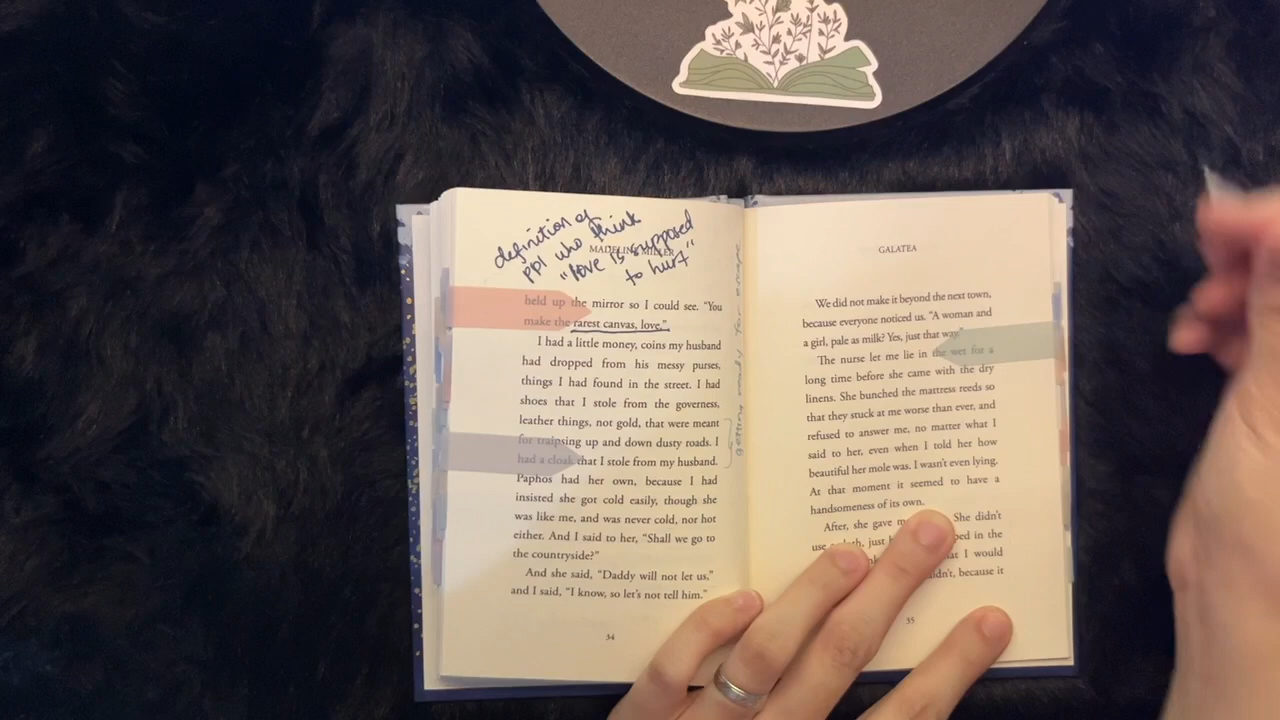 definition of
ppl who think
"love is supposed
to hurt"
MADELINE MILLER
held up the mirror so I could see. “You
make the rarest canvas, love.”
I had a little money, coins my husband
had dropped from his messy purses,
things I had found in the street. I had
shoes that I stole from the governess,
leather things, not gold, that were meant
for traipsing up and down dusty roads. I
had a cloak that I stole from my husband.
Paphos had her own, because I had
insisted she got cold easily, though she
was like me, and was never cold, nor hot
either. And I said to her, “Shall we go to
the countryside?”
And she said, “Daddy will not let us,”
and I said, “I know, so let’s not tell him.”
34
getting ready for escape
GALATEA
We did not make it beyond the next town,
because everyone noticed us. “A woman and
a girl, pale as milk? Yes, just that way.”
The nurse let me lie in the wet for a
long time before she came with the dry
linens. She bunched the mattress reeds so
that they stuck at me worse than ever, and
refused to answer me, no matter what I
said to her, even when I told her how
beautiful her mole was. I wasn’t even lying.
At that moment it seemed to have a
handsomeness of its own.
After, she gave She didn’t
use just in the
I would
because it
35